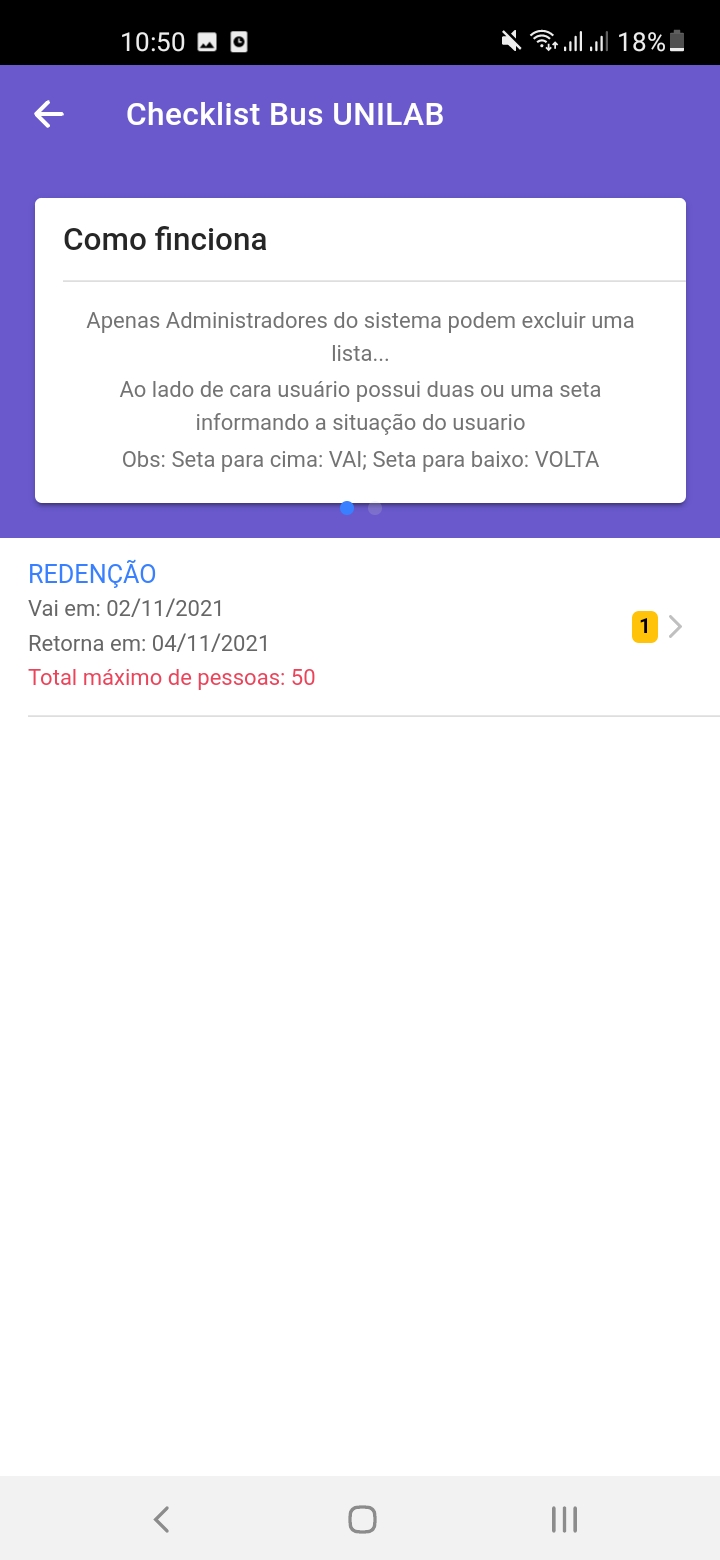 10:50
18%
Checklist Bus UNILAB
Como finciona
Apenas Administradores do sistema podem excluir uma
lista...
Ao lado de cara usuário possui duas ou uma seta
informando a situação do usuario
Obs: Seta para cima: VAI; Seta para baixo: VOLTA
REDENÇÃO
Vai em: 02/11/2021
1
Retorna em: 04/11/2021
Total máximo de pessoas: 50